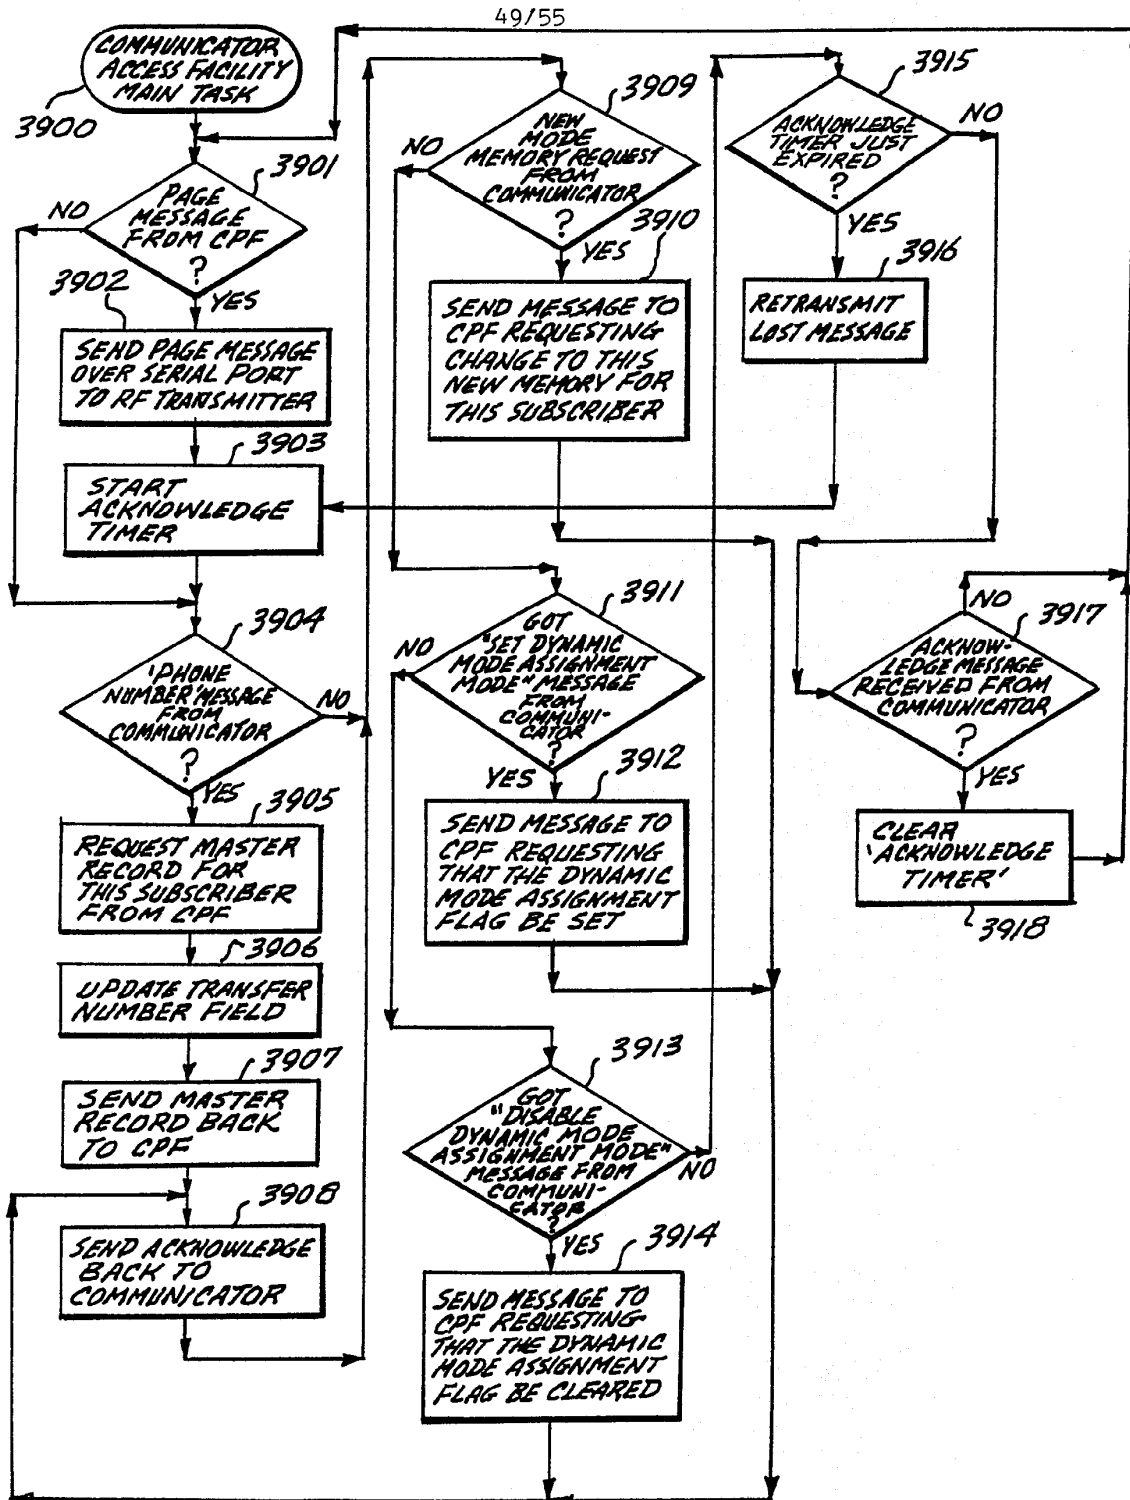 49/55
COMMUNICATOR
ACCESS FACILITY
MAIN TASK
3900
3901
PAGE
MESSAGE
FROM CPF
?
NO
YES
3902
SEND PAGE MESSAGE
OVER SERIAL PORT
TO RF TRANSMITTER
3903
START
ACKNOWLEDGE
TIMER
3904
'PHONE
NUMBER' MESSAGE
FROM
COMMUNICATOR
?
NO
YES
3905
REQUEST MASTER
RECORD FOR
THIS SUBSCRIBER
FROM CPF
3906
UPDATE TRANSFER
NUMBER FIELD
3907
SEND MASTER
RECORD BACK
TO CPF
3908
SEND ACKNOWLEDGE
BACK TO
COMMUNICATOR
3909
NEW
MODE
MEMORY REQUEST
FROM
COMMUNICATOR
?
NO
YES
3910
SEND MESSAGE TO
CPF REQUESTING
CHANGE TO THIS
NEW MEMORY FOR
THIS SUBSCRIBER
3911
GOT
"SET DYNAMIC
MODE ASSIGNMENT
MODE" MESSAGE
FROM
COMMUNI-
CATOR
?
NO
YES
3912
SEND MESSAGE TO
CPF REQUESTING
THAT THE DYNAMIC
MODE ASSIGNMENT
FLAG BE SET
3913
GOT
"DISABLE
DYNAMIC MODE
ASSIGNMENT MODE"
MESSAGE FROM
COMMUNI-
CATOR
?
NO
YES
3914
SEND MESSAGE TO
CPF REQUESTING
THAT THE DYNAMIC
MODE ASSIGNMENT
FLAG BE CLEARED
3915
ACKNOWLEDGE
TIMER JUST
EXPIRED
?
NO
YES
3916
RETRANSMIT
LOST MESSAGE
3917
ACKNOW-
LEDGE MESSAGE
RECEIVED FROM
COMMUNICATOR
?
NO
YES
CLEAR
'ACKNOWLEDGE
TIMER'
3918